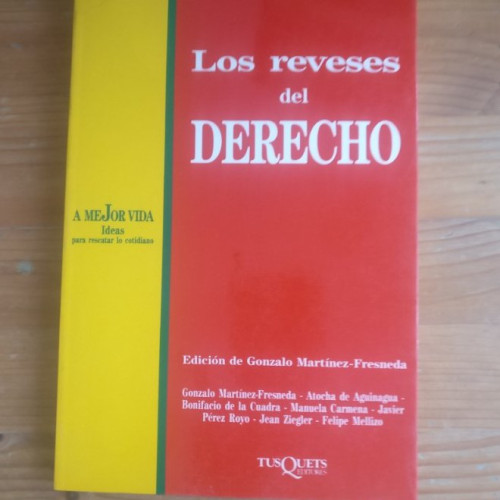 Los reveses
del
DERECHO
A MEJOR VIDA
Ideas
para rescatar lo cotidiano
Edición de Gonzalo Martínez-Fresneda
Gonzalo Martínez-Fresneda - Atocha de Aguinagua -
Bonifacio de la Cuadra - Manuela Carmena - Javier
Pérez Royo - Jean Ziegler - Felipe Mellizo
TUSQUETS
EDITORES